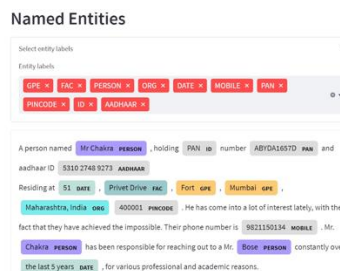 Named Entities
Select entity labels
Entity labels
GPE × FAC × PERSON × ORG × DATE × MOBILE × PAN ×
PINCODE × ID × AADHAAR ×
A person named Mr Chakra PERSON , holding PAN ID number ABYDA1657D PAN and
aadhaar ID 5310 2748 9273 AADHAAR
Residing at 51 DATE , Privet Drive FAC , Fort GPE , Mumbai GPE ,
Maharashtra, India ORG 400001 PINCODE . He has come into a lot of interest lately, with the
fact that they have achieved the impossible. Their phone number is 9821150134 MOBILE . Mr.
Chakra PERSON has been responsible for reaching out to a Mr. Bose PERSON constantly ove
the last 5 years DATE , for various professional and academic reasons.